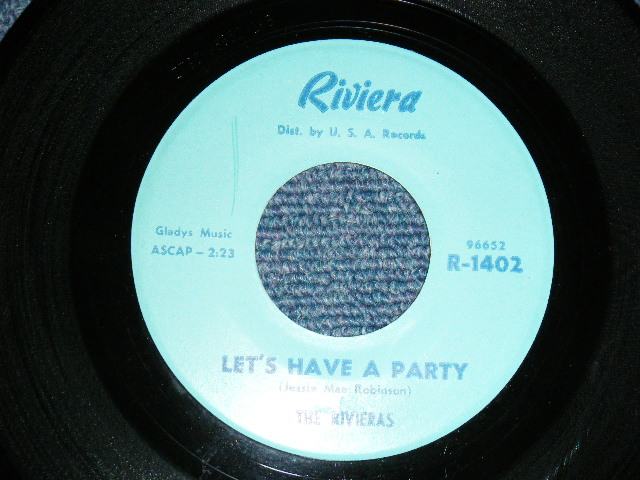 Riviera
Dist. by U. S. A. Records
Gladys Music
ASCAP - 2:23
96652
R-1402
LET'S HAVE A PARTY
(Jessie Mae Robinson)
THE RIVIERAS